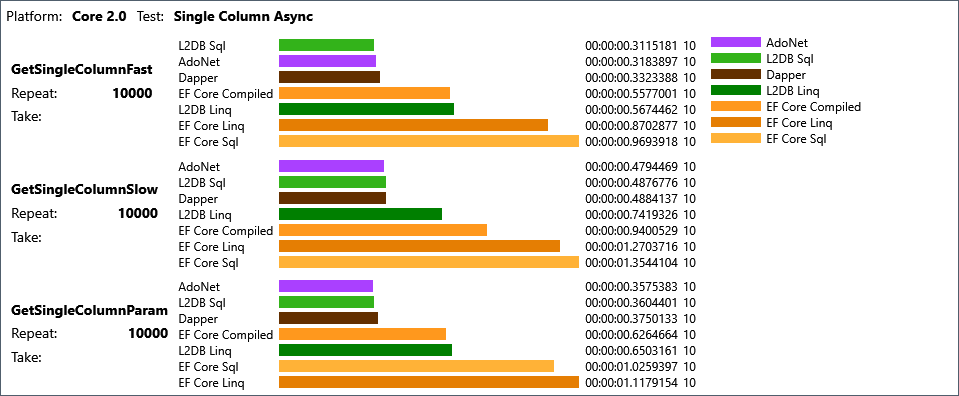 Platform: Core 2.0 Test: Single Column Async
GetSingleColumnFast
Repeat: 10000
Take:
L2DB Sql 00:00:00.3115181 10
AdoNet 00:00:00.3183897 10
Dapper 00:00:00.3323388 10
EF Core Compiled 00:00:00.5577001 10
L2DB Linq 00:00:00.5674462 10
EF Core Linq 00:00:00.8702877 10
EF Core Sql 00:00:00.9693918 10
GetSingleColumnSlow
Repeat: 10000
Take:
AdoNet 00:00:00.4794469 10
L2DB Sql 00:00:00.4876776 10
Dapper 00:00:00.4884137 10
L2DB Linq 00:00:00.7419326 10
EF Core Compiled 00:00:00.9400529 10
EF Core Linq 00:00:01.2703716 10
EF Core Sql 00:00:01.3544104 10
GetSingleColumnParam
Repeat: 10000
Take:
AdoNet 00:00:00.3575383 10
L2DB Sql 00:00:00.3604401 10
Dapper 00:00:00.3750133 10
EF Core Compiled 00:00:00.6264664 10
L2DB Linq 00:00:00.6503161 10
EF Core Sql 00:00:01.0259397 10
EF Core Linq 00:00:01.1179154 10
AdoNet
L2DB Sql
Dapper
L2DB Linq
EF Core Compiled
EF Core Linq
EF Core Sql